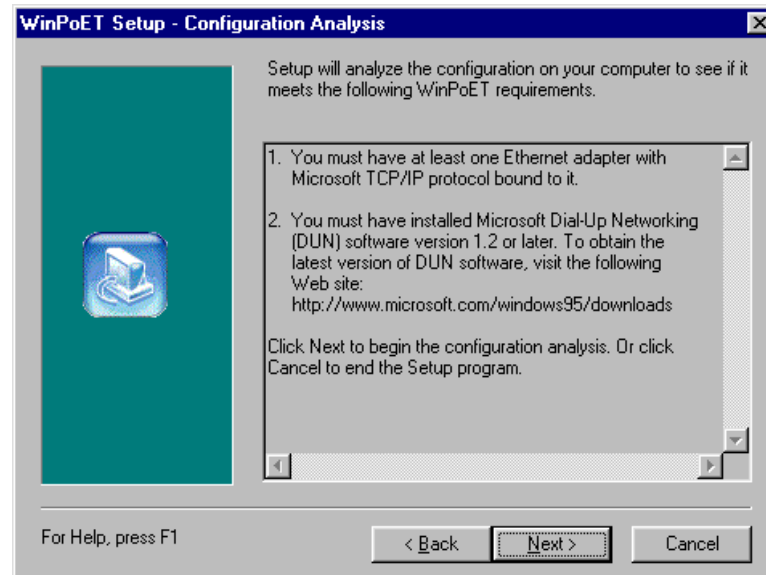 WinPoET Setup - Configuration Analysis
Setup will analyze the configuration on your computer to see if it
meets the following WinPoET requirements.
1. You must have at least one Ethernet adapter with
Microsoft TCP/IP protocol bound to it.
2. You must have installed Microsoft Dial-Up Networking
(DUN) software version 1.2 or later. To obtain the
latest version of DUN software, visit the following
Web site:
http://www.microsoft.com/windows95/downloads
Click Next to begin the configuration analysis. Or click
Cancel to end the Setup program.
For Help, press F1
< Back
Next >
Cancel